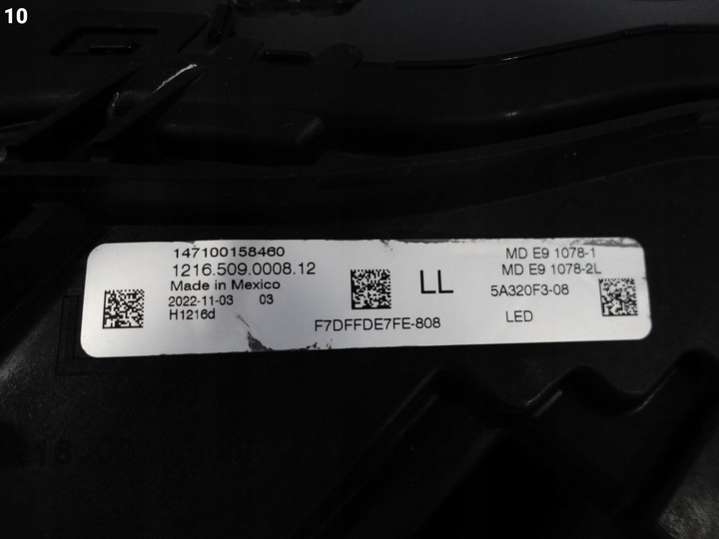 10
147100158460
1216.509.0008.12
Made in Mexico
2022-11-03 03
H1216d
LL
F7DFFDE7FE-808
MD E9 1078-1
MD E9 1078-2L
5A320F3-08
LED